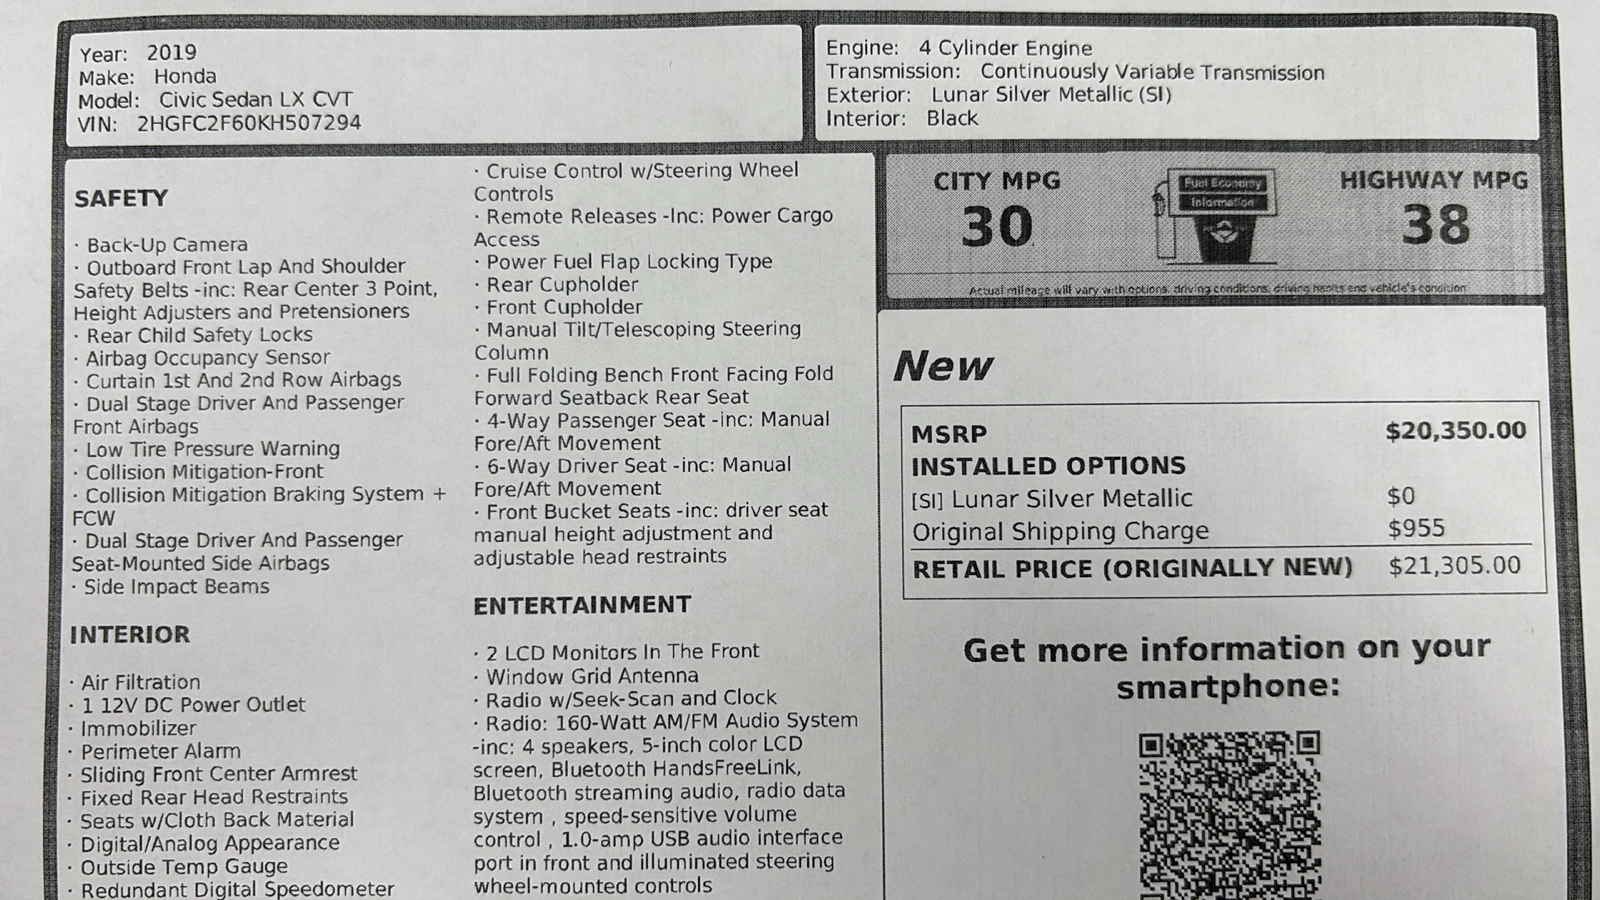 Year: 2019
Make: Honda
Model: Civic Sedan LX CVT
VIN: 2HGFC2F60KH507294
Engine: 4 Cylinder Engine
Transmission: Continuously Variable Transmission
Exterior: Lunar Silver Metallic (SI)
Interior: Black
SAFETY
· Back-Up Camera
· Outboard Front Lap And Shoulder
Safety Belts -inc: Rear Center 3 Point,
Height Adjusters and Pretensioners
· Rear Child Safety Locks
· Airbag Occupancy Sensor
· Curtain 1st And 2nd Row Airbags
· Dual Stage Driver And Passenger
Front Airbags
· Low Tire Pressure Warning
· Collision Mitigation-Front
· Collision Mitigation Braking System +
FCW
· Dual Stage Driver And Passenger
Seat-Mounted Side Airbags
· Side Impact Beams
INTERIOR
· Air Filtration
· 1 12V DC Power Outlet
· Immobilizer
· Perimeter Alarm
· Sliding Front Center Armrest
· Fixed Rear Head Restraints
· Seats w/Cloth Back Material
· Digital/Analog Appearance
· Outside Temp Gauge
· Redundant Digital Speedometer
· Cruise Control w/Steering Wheel
Controls
· Remote Releases -Inc: Power Cargo
Access
· Power Fuel Flap Locking Type
· Rear Cupholder
· Front Cupholder
· Manual Tilt/Telescoping Steering
Column
· Full Folding Bench Front Facing Fold
Forward Seatback Rear Seat
· 4-Way Passenger Seat -inc: Manual
Fore/Aft Movement
· 6-Way Driver Seat -inc: Manual
Fore/Aft Movement
· Front Bucket Seats -inc: driver seat
manual height adjustment and
adjustable head restraints
ENTERTAINMENT
· 2 LCD Monitors In The Front
· Window Grid Antenna
· Radio w/Seek-Scan and Clock
· Radio: 160-Watt AM/FM Audio System
-inc: 4 speakers, 5-inch color LCD
screen, Bluetooth HandsFreeLink,
Bluetooth streaming audio, radio data
system , speed-sensitive volume
control , 1.0-amp USB audio interface
port in front and illuminated steering
wheel-mounted controls
CITY MPG
30
Fuel Economy
Information
HIGHWAY MPG
38
Actual mileage will vary with options, driving conditions, driving habits and vehicle's condition.
New
MSRP $20,350.00
INSTALLED OPTIONS
[SI] Lunar Silver Metallic $0
Original Shipping Charge $955
RETAIL PRICE (ORIGINALLY NEW) $21,305.00
Get more information on your
smartphone: